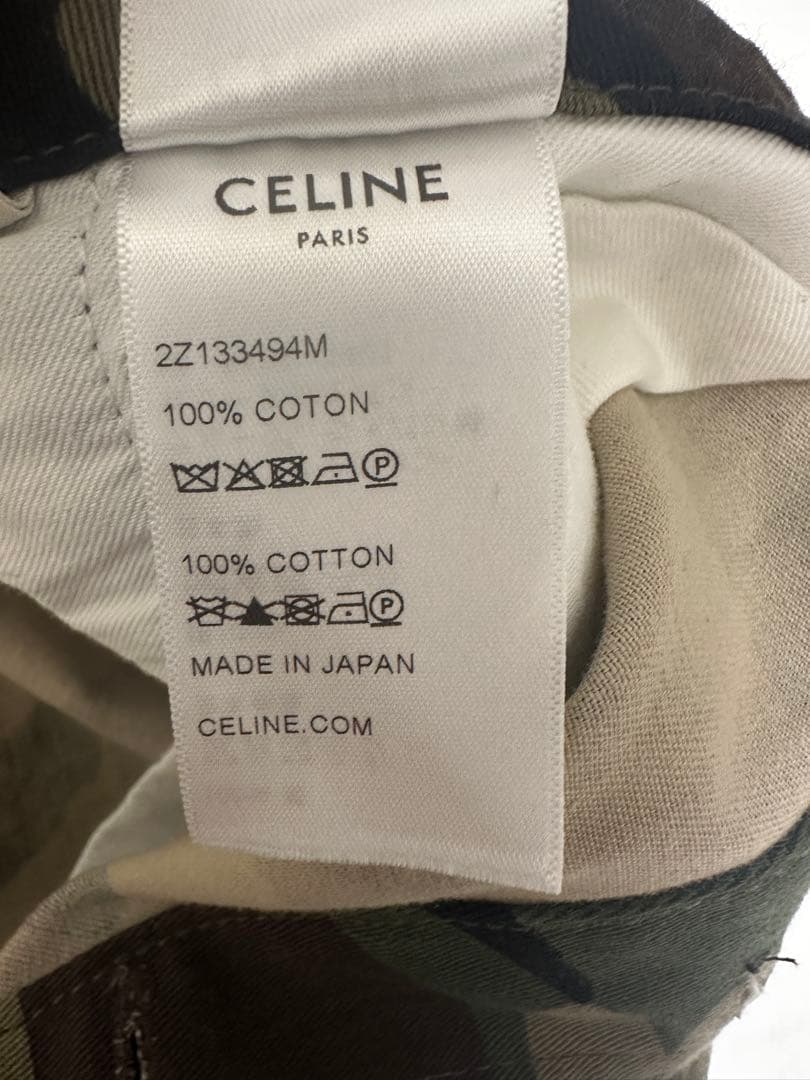 CELINE
PARIS
2Z133494M
100% COTON
100% COTTON
MADE IN JAPAN
CELINE.COM